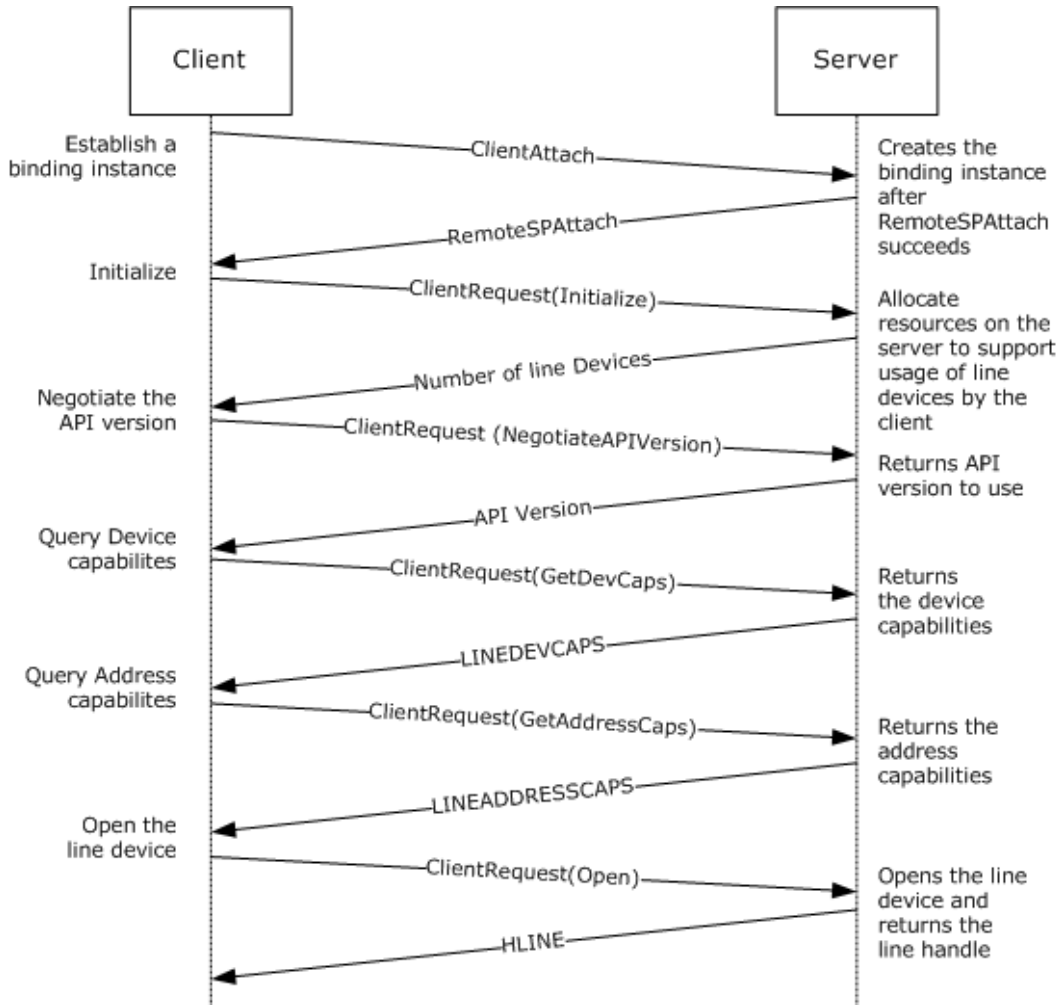 Client
Server
Establish a
binding instance
ClientAttach
Creates the
binding instance
after
RemoteSPAttach
succeeds
RemoteSPAttach
Initialize
ClientRequest(Initialize)
Allocate
resources on the
server to support
usage of line
devices by the
client
Number of line Devices
Negotiate the
API version
ClientRequest (NegotiateAPIVersion)
Returns API
version to use
API Version
Query Device
capabilites
ClientRequest(GetDevCaps)
Returns
the device
capabilities
LINEDEVCAPS
Query Address
capabilites
ClientRequest(GetAddressCaps)
Returns the
address
capabilities
LINEADDRESSCAPS
Open the
line device
ClientRequest(Open)
Opens the line
device and
returns the
line handle
HLINE